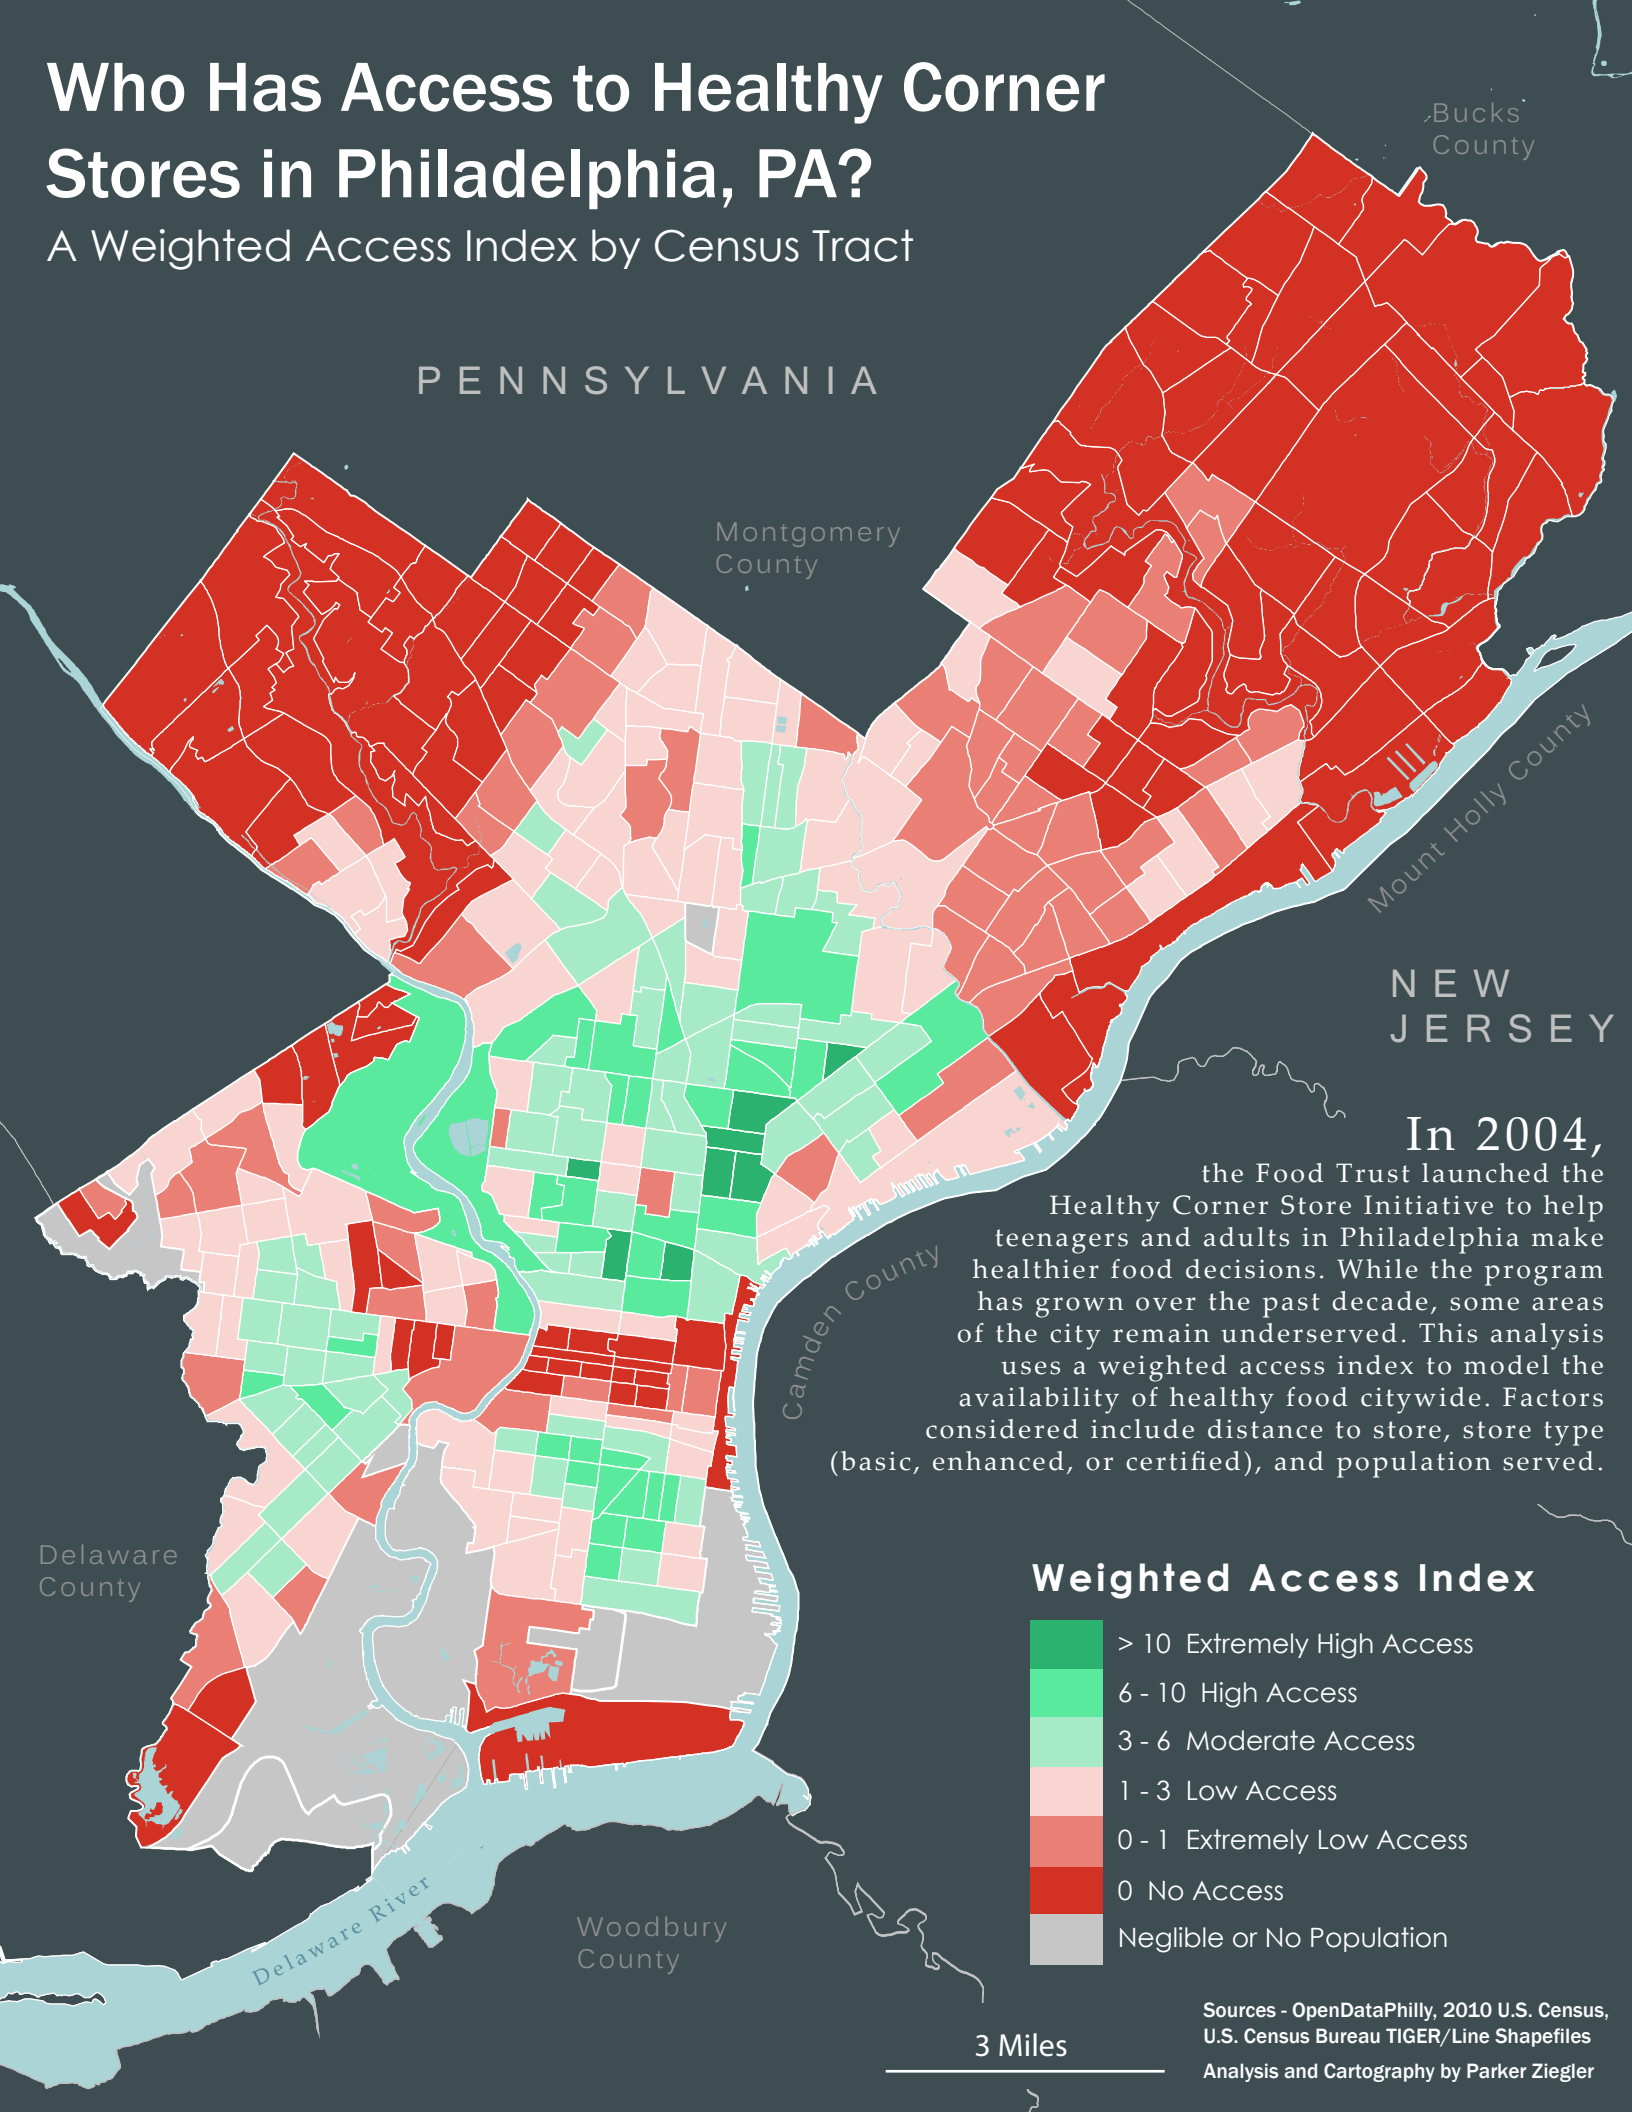 Who Has Access to Healthy Corner
Stores in Philadelphia, PA?
A Weighted Access Index by Census Tract
Bucks
County
PENNSYLVANIA
Montgomery
County
Mount Holly County
NEW
JERSEY
In 2004,
the Food Trust launched the
Healthy Corner Store Initiative to help
teenagers and adults in Philadelphia make
healthier food decisions. While the program
has grown over the past decade, some areas
of the city remain underserved. This analysis
uses a weighted access index to model the
availability of healthy food citywide. Factors
considered include distance to store, store type
(basic, enhanced, or certified), and population served.
Camden County
Delaware
County
Weighted Access Index
> 10 Extremely High Access
6 - 10 High Access
3 - 6 Moderate Access
1 - 3 Low Access
0 - 1 Extremely Low Access
0 No Access
Neglible or No Population
Delaware River
Woodbury
County
3 Miles
Sources - OpenDataPhilly, 2010 U.S. Census,
U.S. Census Bureau TIGER/Line Shapefiles
Analysis and Cartography by Parker Ziegler